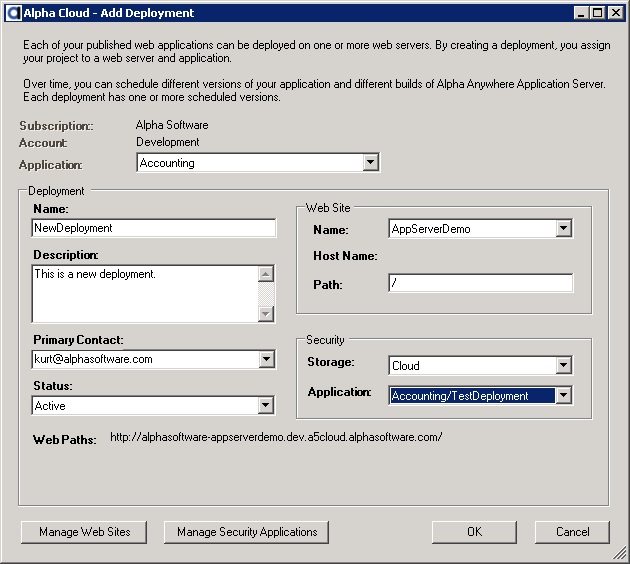 Alpha Cloud - Add Deployment
Each of your published web applications can be deployed on one or more web servers. By creating a deployment, you assign
your project to a web server and application.
Over time, you can schedule different versions of your application and different builds of Alpha Anywhere Application Server.
Each deployment has one or more scheduled versions.
Subscription:: Alpha Software
Account: Development
Application: Accounting
Deployment
Name:
NewDeployment
Description:
This is a new deployment.
Primary Contact:
kurt@alphasoftware.com
Status:
Active
Web Site
Name: AppServerDemo
Host Name:
Path: /
Security
Storage: Cloud
Application: Accounting/TestDeployment
Web Paths: http://alphasoftware-appserverdemo.dev.a5cloud.alphasoftware.com/
Manage Web Sites Manage Security Applications OK Cancel